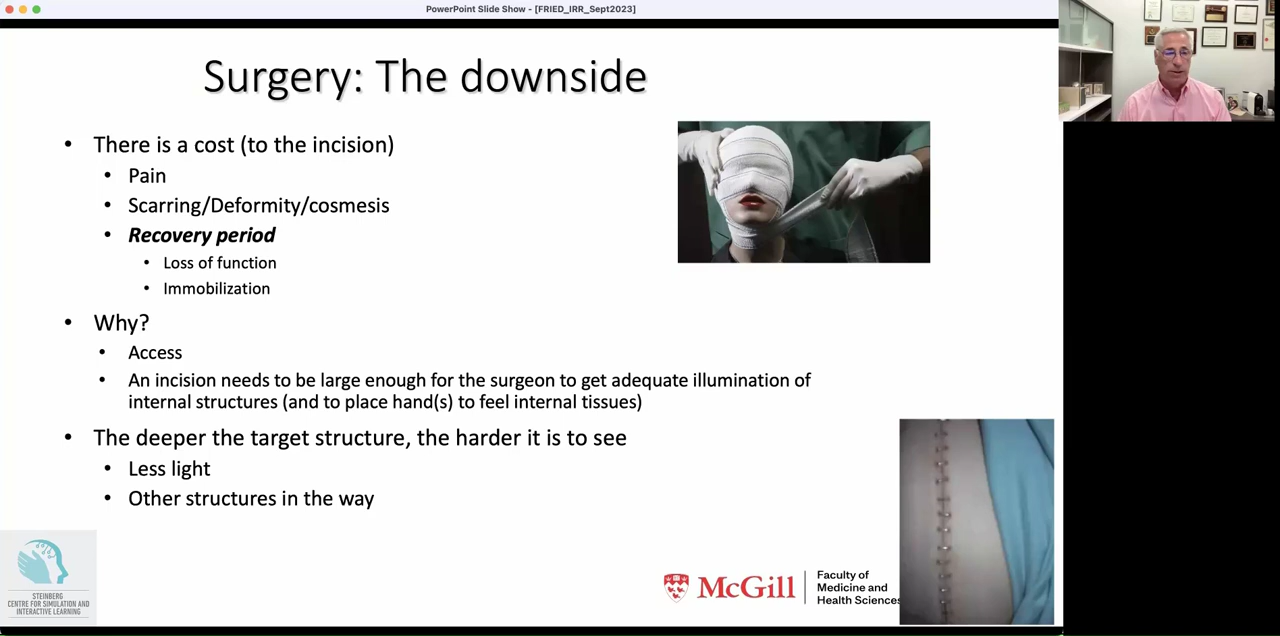 PowerPoint Slide Show - [FRIED_IRR_Sept2023]
Surgery: The downside
• There is a cost (to the incision)
• Pain
• Scarring/Deformity/cosmesis
• Recovery period
• Loss of function
• Immobilization
• Why?
• Access
• An incision needs to be large enough for the surgeon to get adequate illumination of
internal structures (and to place hand(s) to feel internal tissues)
• The deeper the target structure, the harder it is to see
• Less light
• Other structures in the way
STEINBERG
CENTRE FOR SIMULATION AND
INTERACTIVE LEARNING
McGill
Faculty of
Medicine and
Health Sciences